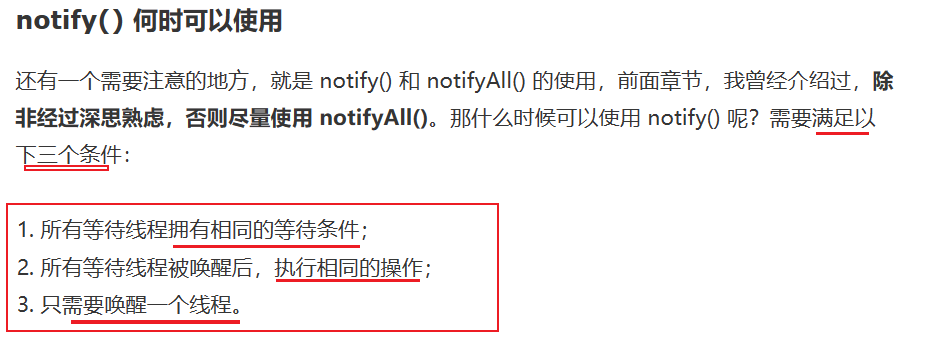 notify() 何时可以使用
还有一个需要注意的地方，就是 notify() 和 notifyAll() 的使用，前面章节，我曾经介绍过，除
非经过深思熟虑，否则尽量使用 notifyAll()。那什么时候可以使用 notify() 呢？需要满足以
下三个条件：
1. 所有等待线程拥有相同的等待条件；
2. 所有等待线程被唤醒后，执行相同的操作；
3. 只需要唤醒一个线程。